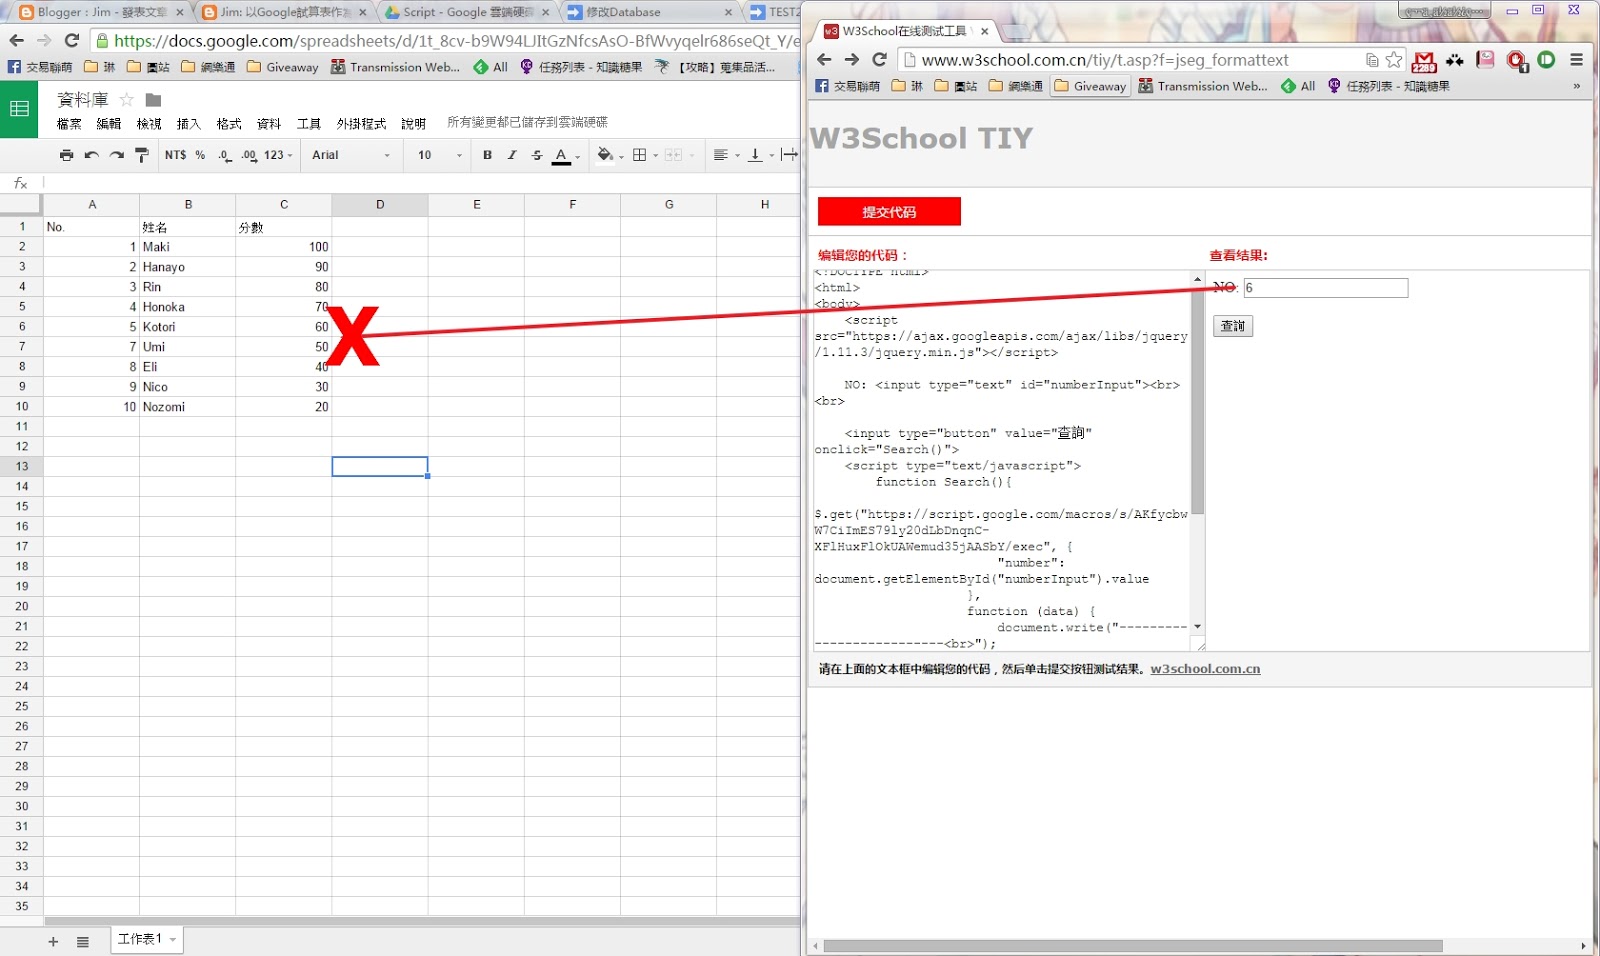 Blogger : Jim - 發表文章
Jim: 以Google試算表作為
Script - Google 雲端硬碟
修改Database
TEST2
https://docs.google.com/spreadsheets/d/1t_8cv-b9W94LJItGzNfcsAsO-BfWvyqelr686seQt_Y/e
交易聯萌
琳
圖站
網樂通
Giveaway
Transmission Web...
All
任務列表 - 知識糖果
【攻略】蒐集品活...
資料庫
檔案 編輯 檢視 插入 格式 資料 工具 外掛程式 說明 所有變更都已儲存到雲端硬碟
NT$ % .0 .00 123 Arial 10 B I S A
fx
A B C D E F G H
1 No. 姓名 分數
2 1 Maki 100
3 2 Hanayo 90
4 3 Rin 80
5 4 Honoka 70
6 5 Kotori 60
7 7 Umi 50
8 8 Eli 40
9 9 Nico 30
10 10 Nozomi 20
11
12
13
14
15
16
17
18
19
20
21
22
23
24
25
26
27
28
29
30
31
32
33
34
35
X
工作表1
W3School在线测试工具
www.w3school.com.cn/tiy/t.asp?f=jseg_formattext
2289
1
交易聯萌
琳
圖站
網樂通
Giveaway
Transmission Web...
All
任務列表 - 知識糖果
»
W3School TIY
提交代码
编辑您的代码：
查看结果:
<!DOCTYPE html>
<html>
<body>
<script
src="https://ajax.googleapis.com/ajax/libs/jquery
/1.11.3/jquery.min.js"></script>
NO: <input type="text" id="numberInput"><br>
<br>
<input type="button" value="查詢"
onclick="Search()">
<script type="text/javascript">
function Search(){
$.get("https://script.google.com/macros/s/AKfycbw
W7CiImES79ly20dLbDnqnC-
XFlHuxFlOkUAWemud35jAASbY/exec", {
"number":
document.getElementById("numberInput").value
},
function (data) {
document.write("----------
-----------------<br>");
NO: 6
查詢
请在上面的文本框中编辑您的代码，然后单击提交按钮测试结果。w3school.com.cn